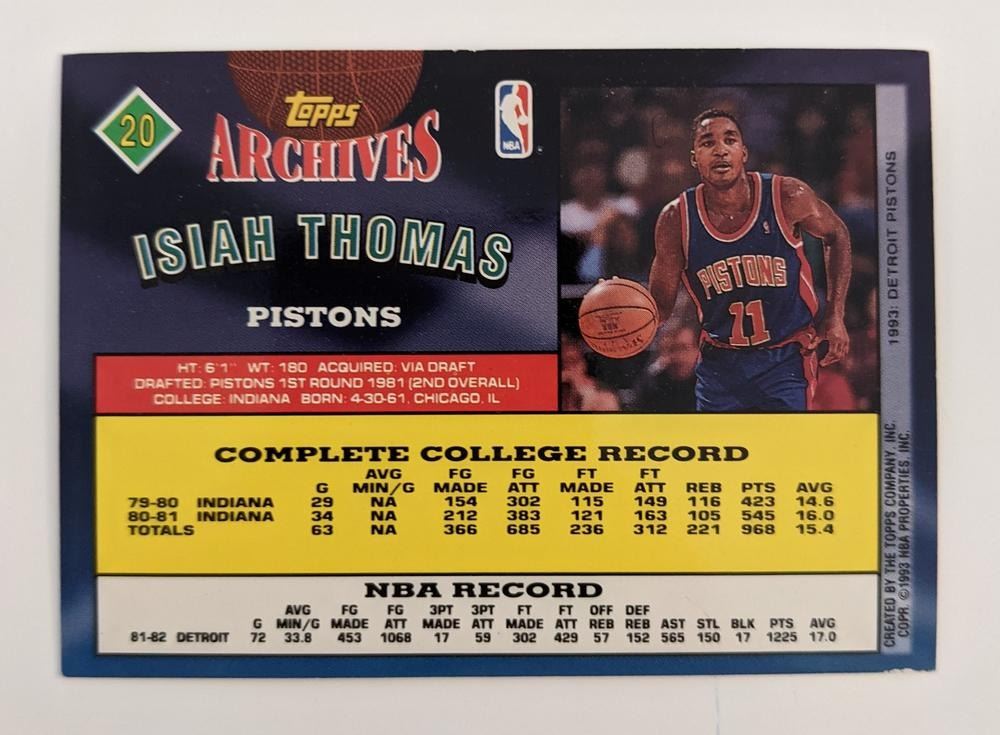 20
TOPPS
ARCHIVES
NBA
ISIAH THOMAS
PISTONS
HT: 6'1" WT: 180 ACQUIRED: VIA DRAFT
DRAFTED: PISTONS 1ST ROUND 1981 (2ND OVERALL)
COLLEGE: INDIANA BORN: 4-30-61, CHICAGO, IL
PISTONS
11
1993: DETROIT PISTONS
COMPLETE COLLEGE RECORD
AVG FG FG FT FT
G MIN/G MADE ATT MADE ATT REB PTS AVG
79-80 INDIANA 29 NA 154 302 115 149 116 423 14.6
80-81 INDIANA 34 NA 212 383 121 163 105 545 16.0
TOTALS 63 NA 366 685 236 312 221 968 15.4
NBA RECORD
AVG FG FG 3PT 3PT FT FT OFF DEF
G MIN/G MADE ATT MADE ATT MADE ATT REB REB AST STL BLK PTS AVG
81-82 DETROIT 72 33.8 453 1068 17 59 302 429 57 152 565 150 17 1225 17.0
CREATED BY THE TOPPS COMPANY, INC.
COPR. ©1993 NBA PROPERTIES, INC.